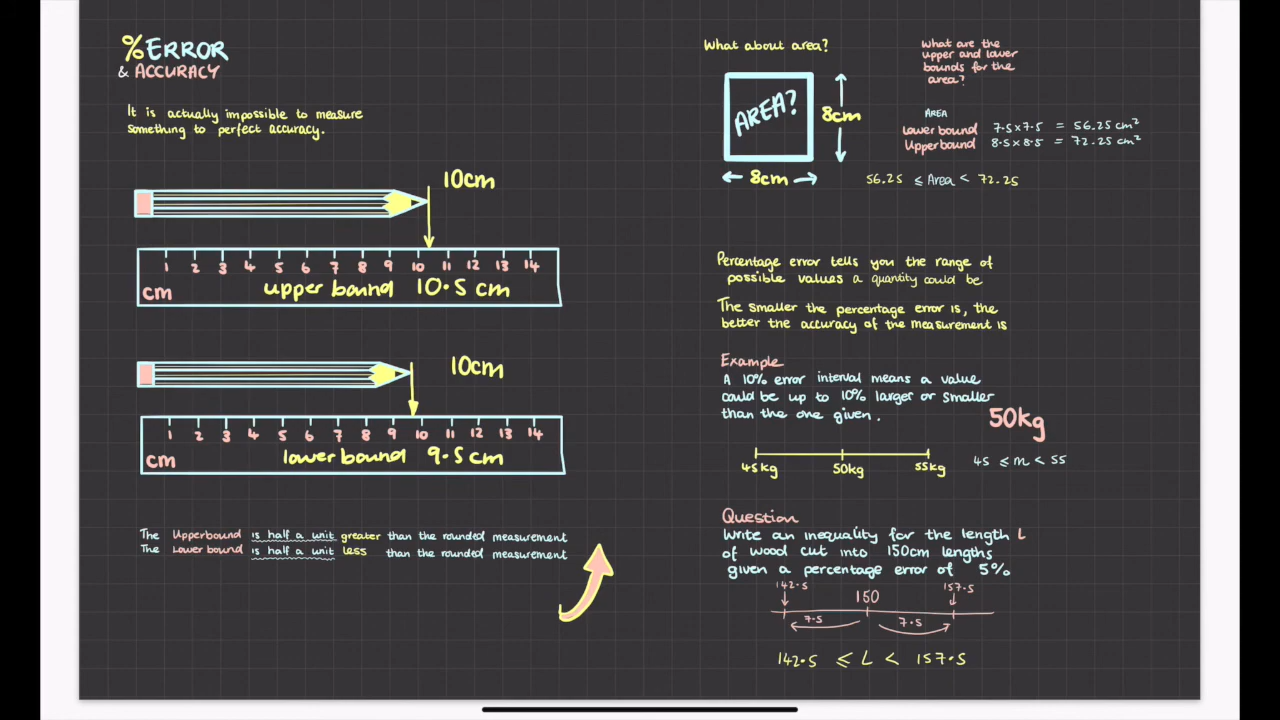 % ERROR
& ACCURACY
It is actually impossible to measure
something to perfect accuracy.
10cm
1 2 3 4 5 6 7 8 9 10 11 12 13 14
cm upper bound 10.5 cm
10cm
1 2 3 4 5 6 7 8 9 10 11 12 13 14
cm lower bound 9.5 cm
The Upperbound is half a unit greater than the rounded measurement
The Lower bound is half a unit less than the rounded measurement
What about area?
AREA?
8cm
8cm
What are the
upper and lower
bounds for the
area?
AREA
Lower bound 7.5 x 7.5 = 56.25 cm²
Upperbound 8.5 x 8.5 = 72.25 cm²
56.25 ≤ Area < 72.25
Percentage error tells you the range of
possible values a quantity could be
The smaller the percentage error is, the
better the accuracy of the measurement is
Example
A 10% error interval means a value
could be up to 10% larger or smaller
than the one given.
50kg
45kg 50kg 55kg
45 ≤ m < 55
Question
Write an inequality for the length L
of wood cut into 150cm lengths
given a percentage error of 5%
142.5 150 157.5
7.5 7.5
142.5 ≤ L < 157.5